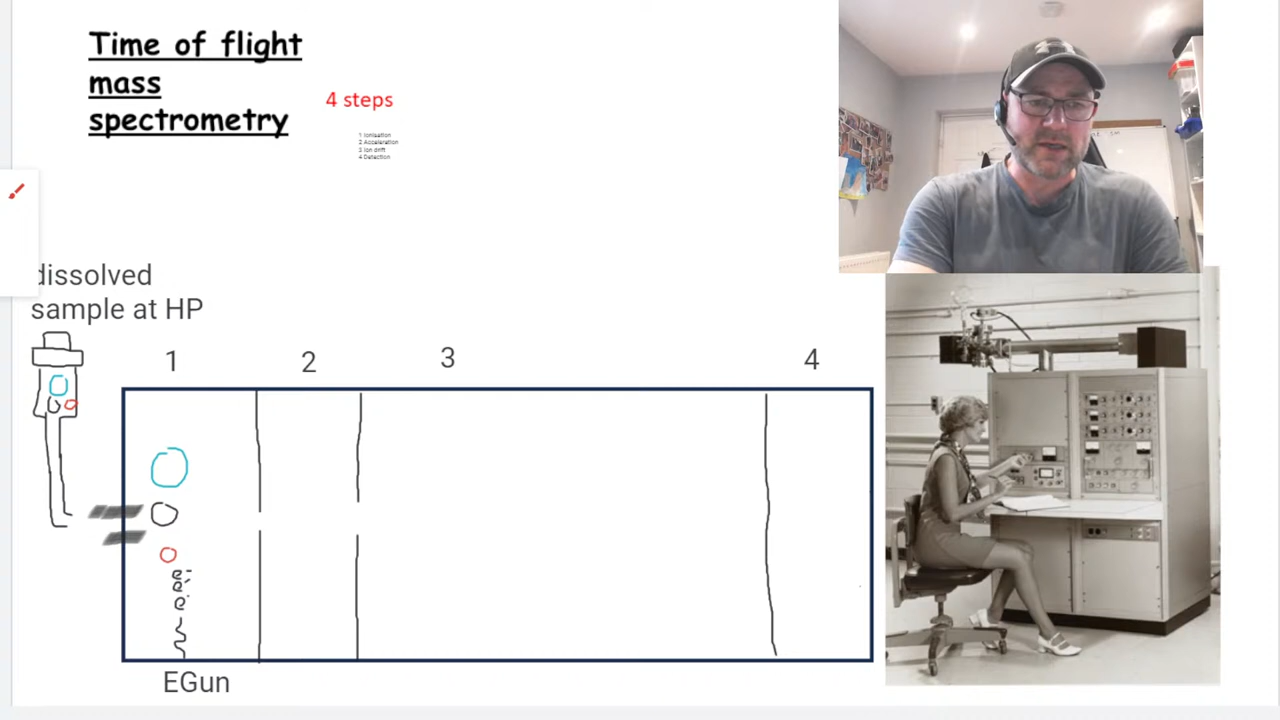 Time of flight
mass
spectrometry
4 steps
1 Ionisation
2 Acceleration
3 Ion drift
4 Detection
dissolved
sample at HP
1
2
3
4
e-
e-
e-
EGun